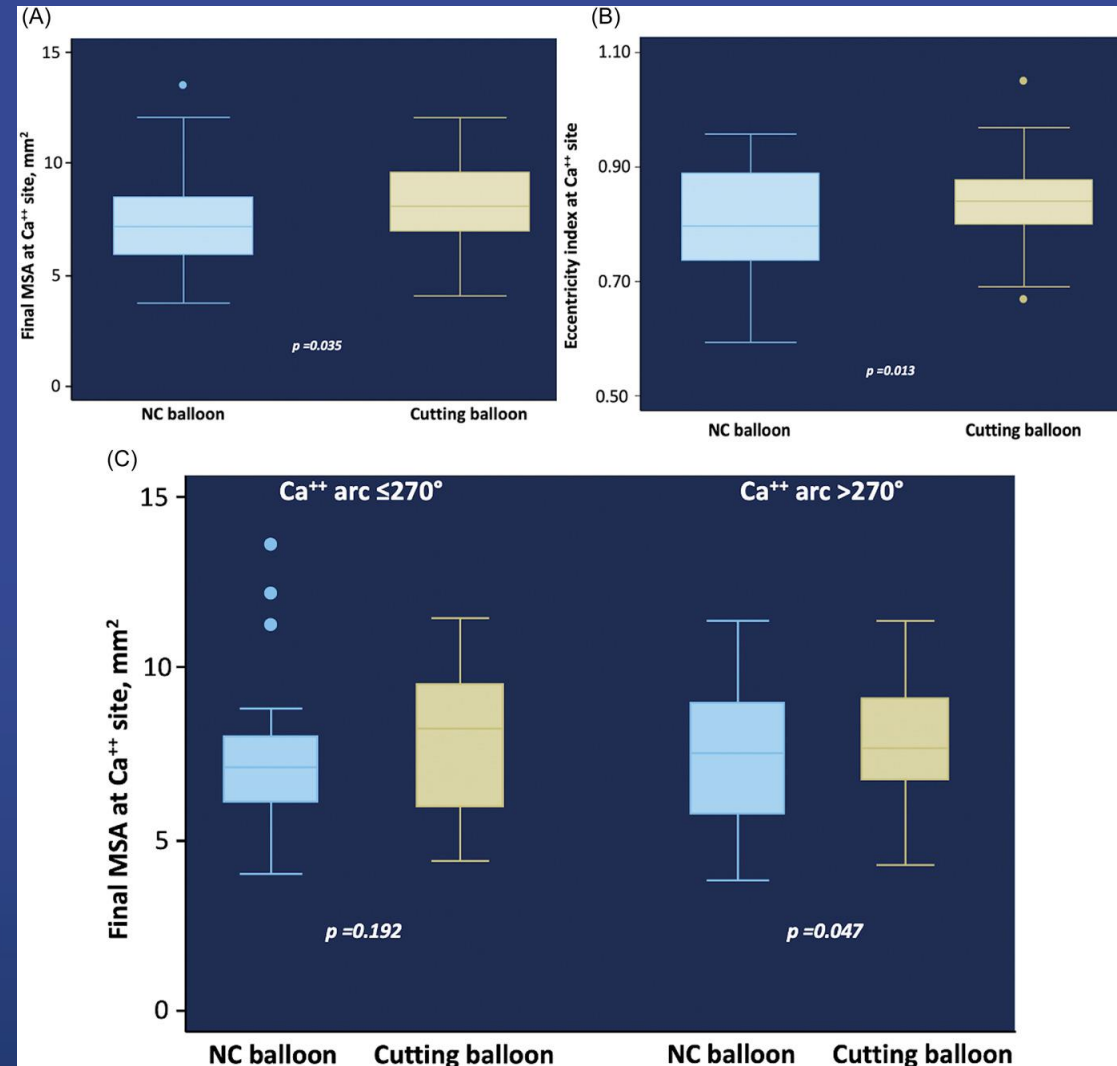 (A)
15
10
5
0
Final MSA at Ca⁺⁺ site, mm²
p =0.035
NC balloon
Cutting balloon
(B)
1.10
0.90
0.70
0.50
Eccentricity index at Ca⁺⁺ site
p =0.013
NC balloon
Cutting balloon
(C)
Ca⁺⁺ arc ≤270°
Ca⁺⁺ arc >270°
15
10
5
0
Final MSA at Ca⁺⁺ site, mm²
p =0.192
p =0.047
NC balloon
Cutting balloon
NC balloon
Cutting balloon